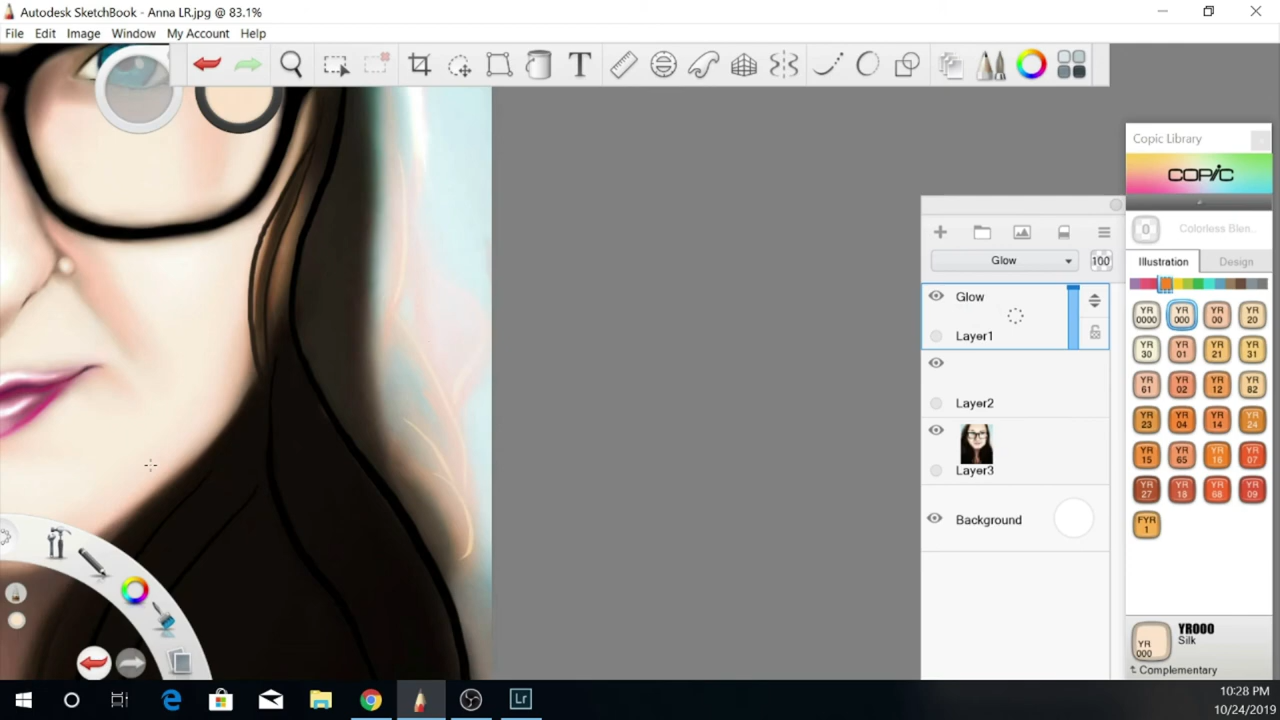 Autodesk SketchBook - Anna LR.jpg @ 83.1%
File Edit Image Window My Account Help
T
Copic Library
COPIC
0 Colorless Blen..
Glow 100
Illustration Design
Glow
Layer1
Layer2
Layer3
Background
YR 0000 YR 000 YR 00 YR 20
YR 30 YR 01 YR 21 YR 31
YR 61 YR 02 YR 12 YR 82
YR 23 YR 04 YR 14 YR 24
YR 15 YR 65 YR 16 YR 07
YR 27 YR 18 YR 68 YR 09
FYR 1
YR 000
YR000
Silk
Complementary
Lr
10:28 PM
10/24/2019